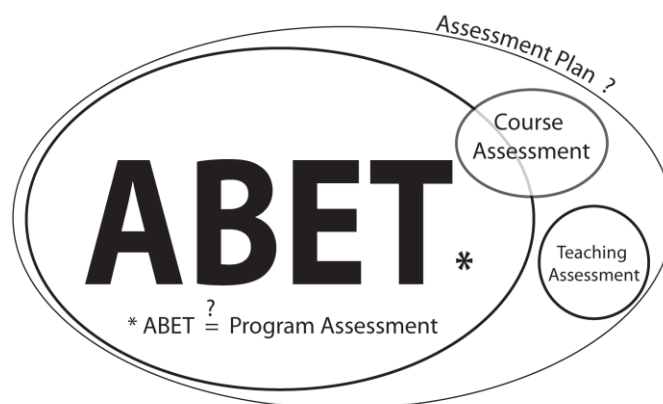 Assessment Plan ?
Course
Assessment
ABET*
Teaching
Assessment
?
* ABET = Program Assessment